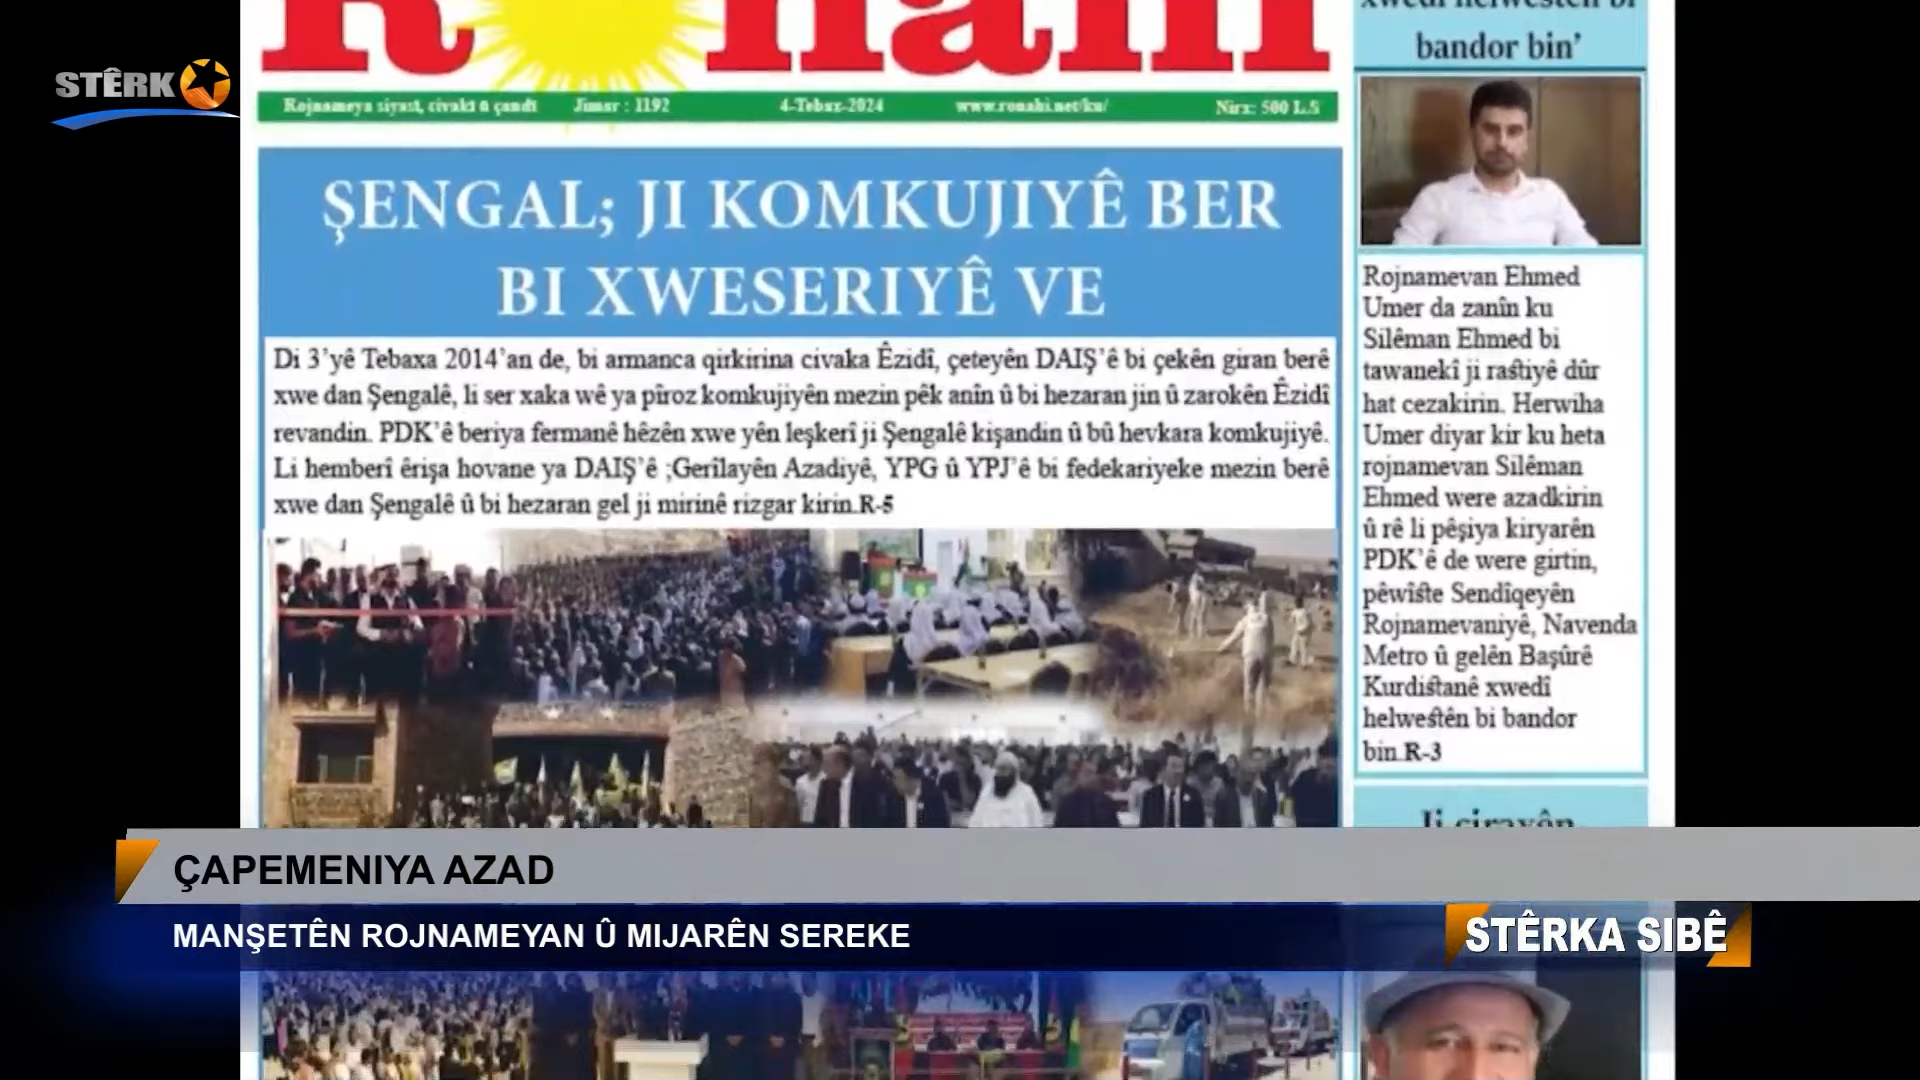 STÊRK
Ronahî
Rojnameya siyasî, civakî û çandî Jimar : 1192 4-Tebax-2024 www.ronahi.net/ku/ Nirx: 500 L.S
ŞENGAL; JI KOMKUJIYÊ BER
BI XWESERIYÊ VE
Di 3’yê Tebaxa 2014’an de, bi armanca qirkirina civaka Êzidî, çeteyên DAIŞ’ê bi çekên giran berê
xwe dan Şengalê, li ser xaka wê ya pîroz komkujiyên mezin pêk anîn û bi hezaran jin û zarokên Êzidî
revandin. PDK’ê beriya fermanê hêzên xwe yên leşkerî ji Şengalê kişandin û bû hevkara komkujiyê.
Li hemberî êrişa hovane ya DAIŞ’ê ;Gerîlayên Azadiyê, YPG û YPJ’ê bi fedekariyeke mezin berê
xwe dan Şengalê û bi hezaran gel ji mirinê rizgar kirin.R-5
xwedî helwestên bi
bandor bin’
Rojnamevan Ehmed
Umer da zanîn ku
Silêman Ehmed bi
tawanekî ji rastiyê dûr
hat cezakirin. Herwiha
Umer diyar kir ku heta
rojnamevan Silêman
Ehmed were azadkirin
û rê li pêşiya kiryarên
PDK’ê de were girtin,
pêwîste Sendîqeyên
Rojnamevaniyê, Navenda
Metro û gelên Başûrê
Kurdistanê xwedî
helwestên bi bandor
bin.R-3
ÇAPEMENIYA AZAD
MANŞETÊN ROJNAMEYAN Û MIJARÊN SEREKE
STÊRKA SIBÊ